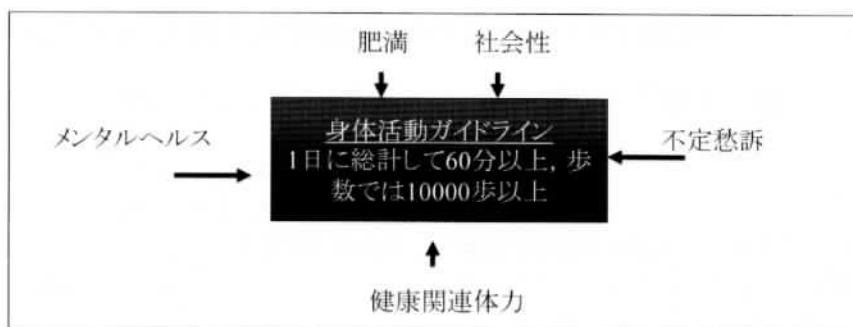 肥満 社会性
メンタルヘルス
身体活動ガイドライン
1日に総計して60分以上, 歩
数では10000歩以上
不定愁訴
健康関連体力